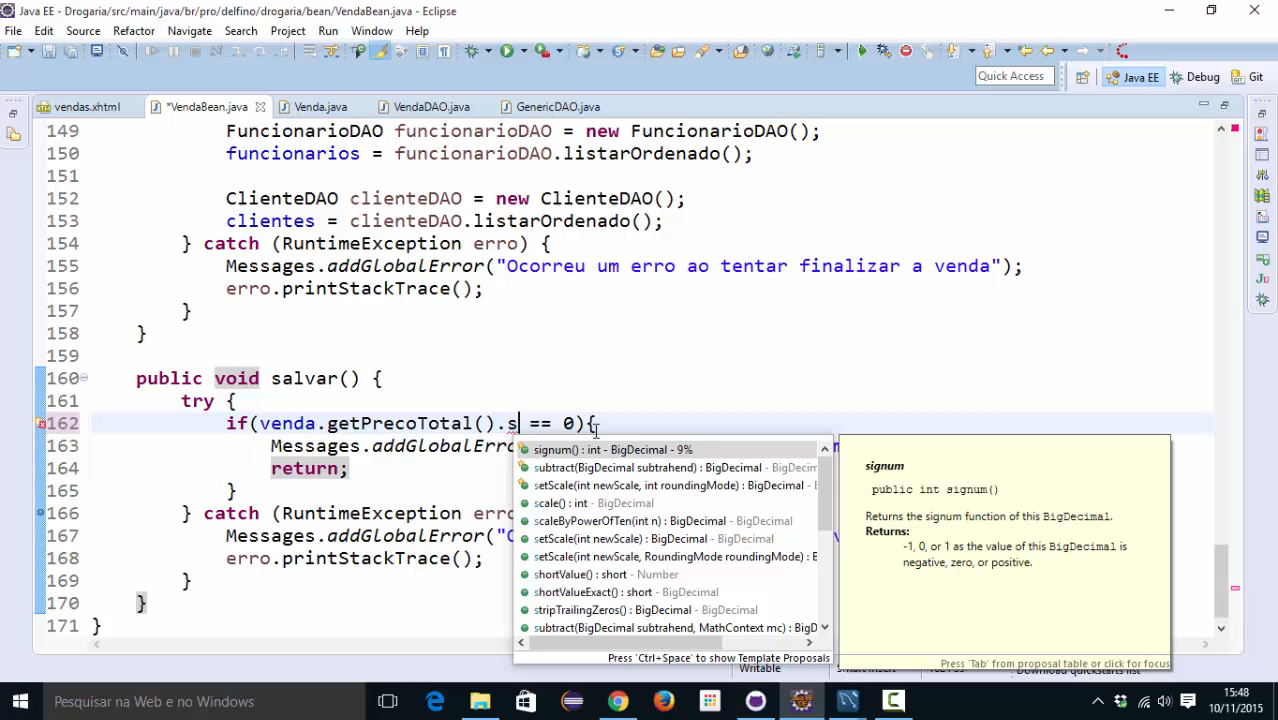 Java EE - Drogaria/src/main/java/br/pro/delfino/drogaria/bean/VendaBean.java - Eclipse
File Edit Source Refactor Navigate Search Project Run Window Help
Quick Access Java EE Debug Git
vendas.xhtml *VendaBean.java Venda.java VendaDAO.java GenericDAO.java
149 FuncionarioDAO funcionarioDAO = new FuncionarioDAO();
150 funcionarios = funcionarioDAO.listarOrdenado();
151
152 ClienteDAO clienteDAO = new ClienteDAO();
153 clientes = clienteDAO.listarOrdenado();
154 } catch (RuntimeException erro) {
155 Messages.addGlobalError("Ocorreu um erro ao tentar finalizar a venda");
156 erro.printStackTrace();
157 }
158 }
159
160 public void salvar() {
161 try {
162 if(venda.getPrecoTotal().s == 0){
163 Messages.addGlobalErro
164 return;
165 }
166 } catch (RuntimeException erro
167 Messages.addGlobalError("O
168 erro.printStackTrace();
169 }
170 }
171 }
signum() : int - BigDecimal - 9%
subtract(BigDecimal subtrahend) : BigDecimal - BigDecim
setScale(int newScale, int roundingMode) : BigDecimal -
scale() : int - BigDecimal
scaleByPowerOfTen(int n) : BigDecimal - BigDecimal
setScale(int newScale) : BigDecimal - BigDecimal
setScale(int newScale, RoundingMode roundingMode) : B
shortValue() : short - Number
shortValueExact() : short - BigDecimal
stripTrailingZeros() : BigDecimal - BigDecimal
subtract(BigDecimal subtrahend, MathContext mc) : BigD
Press 'Ctrl+Space' to show Template Proposals
signum
public int signum()
Returns the signum function of this BigDecimal.
Returns:
-1, 0, or 1 as the value of this BigDecimal is
negative, zero, or positive.
Press 'Tab' from proposal table or click for focus
Writable
Pesquisar na Web e no Windows
15:48
10/11/2015